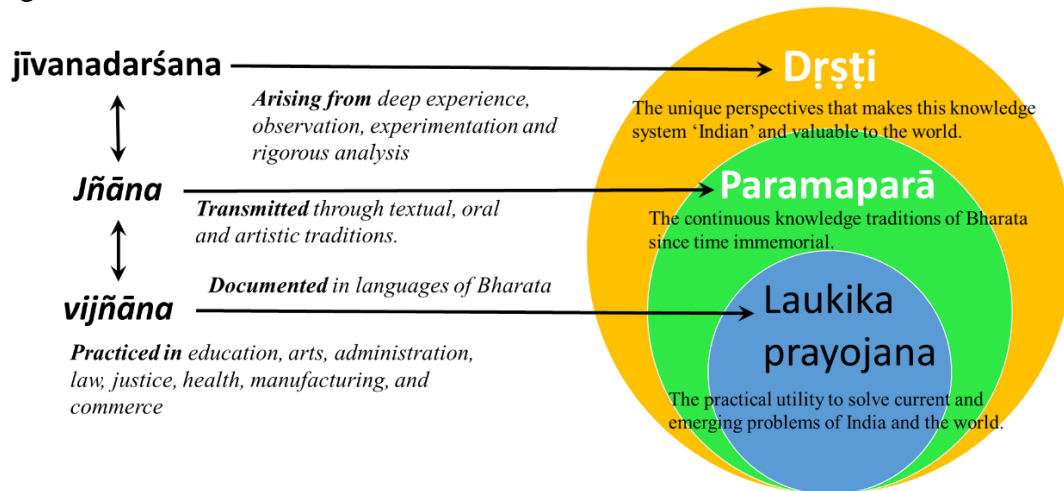 jīvanadarśana
Arising from deep experience,
observation, experimentation and
rigorous analysis
Jñāna
Transmitted through textual, oral
and artistic traditions.
Documented in languages of Bharata
vijñāna
Practiced in education, arts, administration,
law, justice, health, manufacturing, and
commerce
Dṛṣṭi
The unique perspectives that makes this knowledge
system ‘Indian’ and valuable to the world.
Paramaparā
The continuous knowledge traditions of Bharata
since time immemorial.
Laukika
prayojana
The practical utility to solve current and
emerging problems of India and the world.